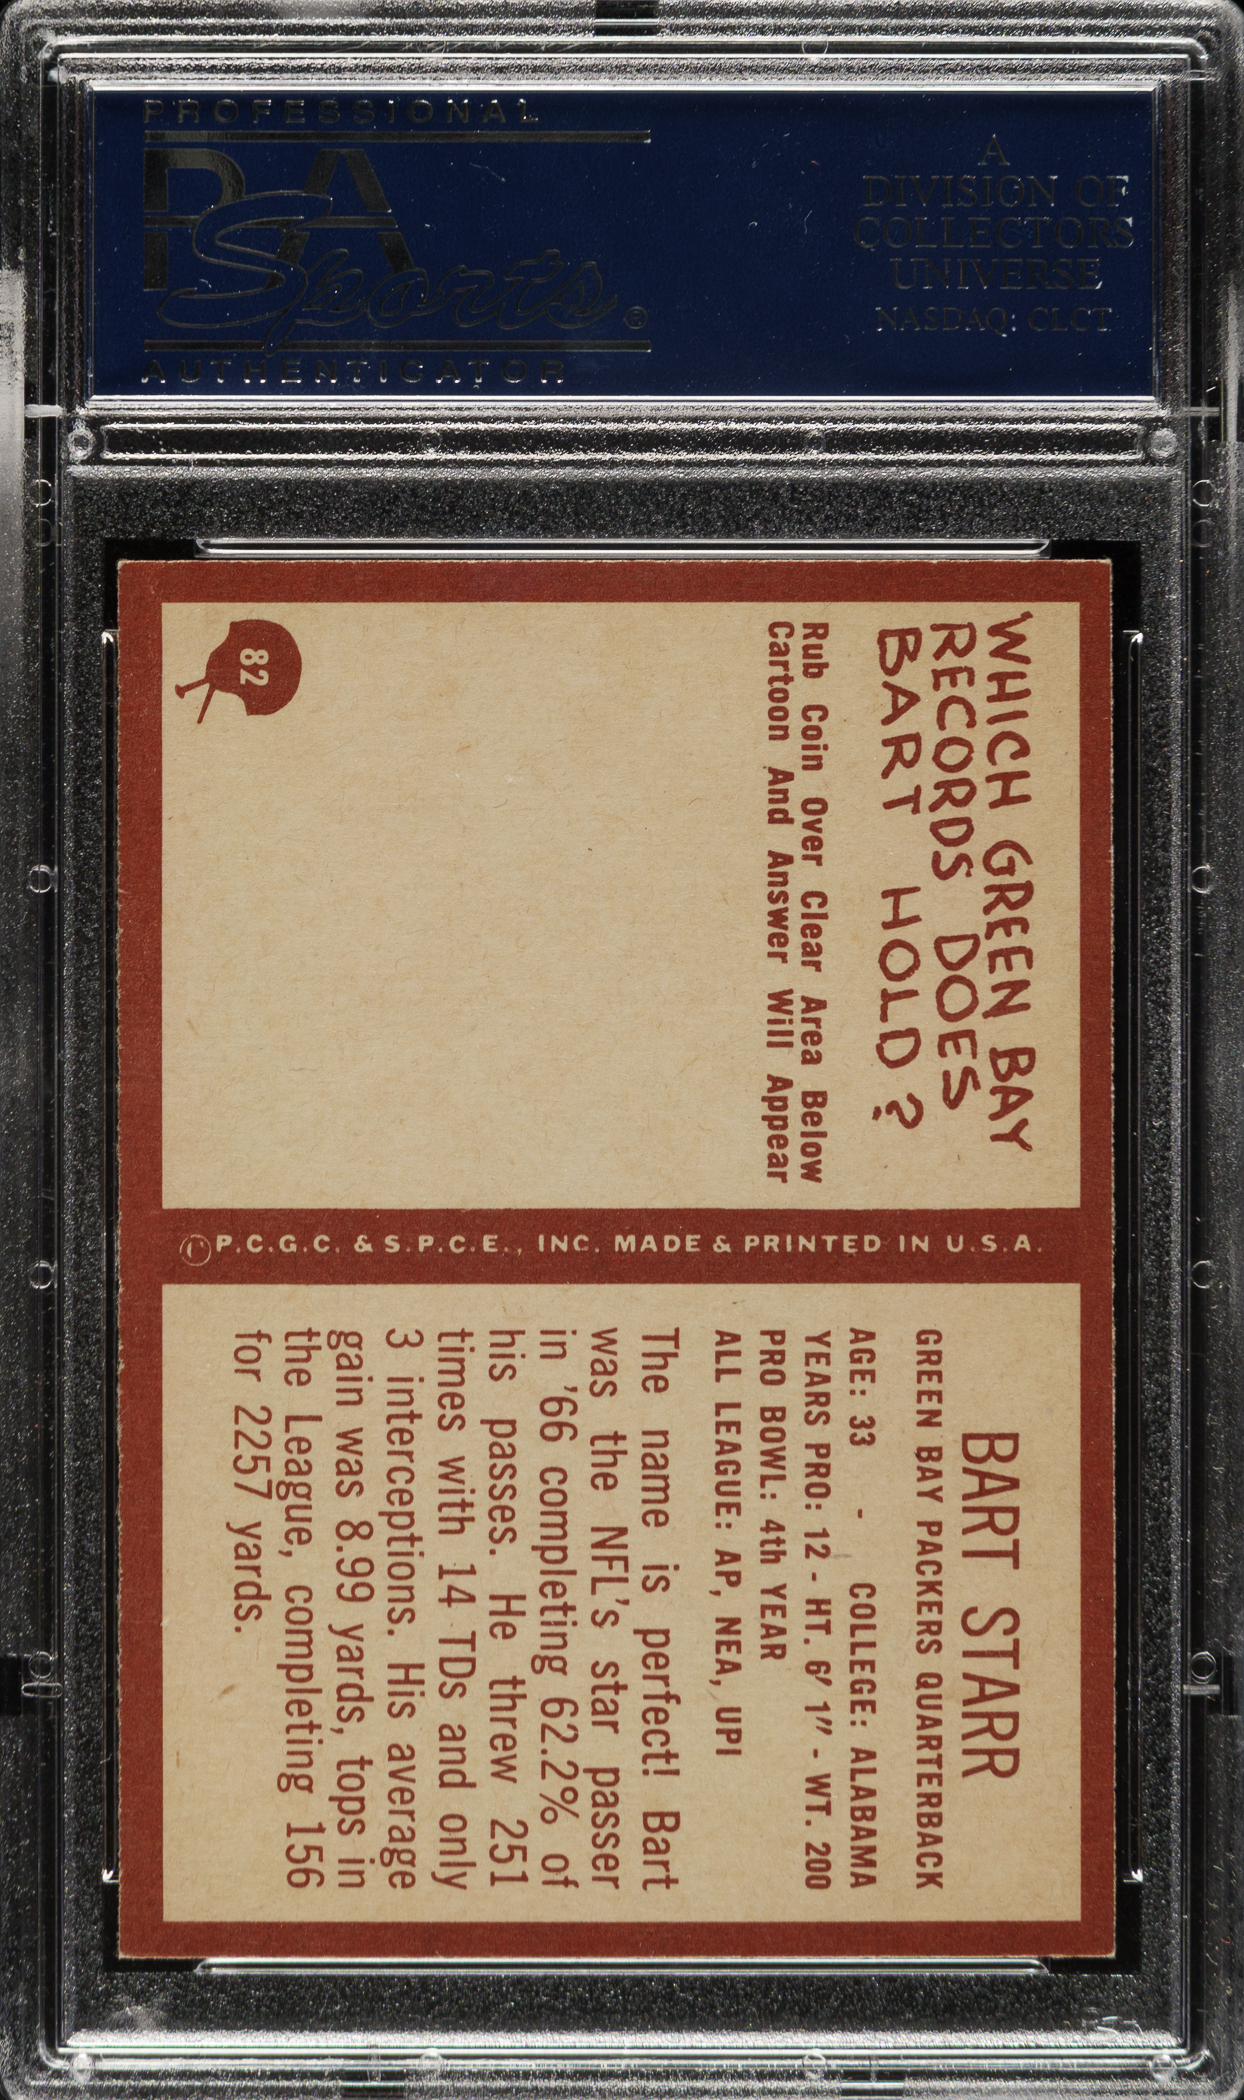 PROFESSIONAL
PSA
Sports ®
AUTHENTICATOR
A
DIVISION OF
COLLECTORS
UNIVERSE
NASDAQ: CLCT
WHICH GREEN BAY
RECORDS DOES
BART HOLD?
Rub Coin Over Clear Area Below
Cartoon And Answer Will Appear
82
© P.C.G.C. & S.P.C.E., INC. MADE & PRINTED IN U.S.A.
BART STARR
GREEN BAY PACKERS QUARTERBACK
AGE: 33 - COLLEGE: ALABAMA
YEARS PRO: 12 - HT. 6' 1" - WT. 200
PRO BOWL: 4th YEAR
ALL LEAGUE: AP, NEA, UPI
The name is perfect! Bart
was the NFL's star passer
in '66 completing 62.2% of
his passes. He threw 251
times with 14 TDs and only
3 interceptions. His average
gain was 8.99 yards, tops in
the League, completing 156
for 2257 yards.